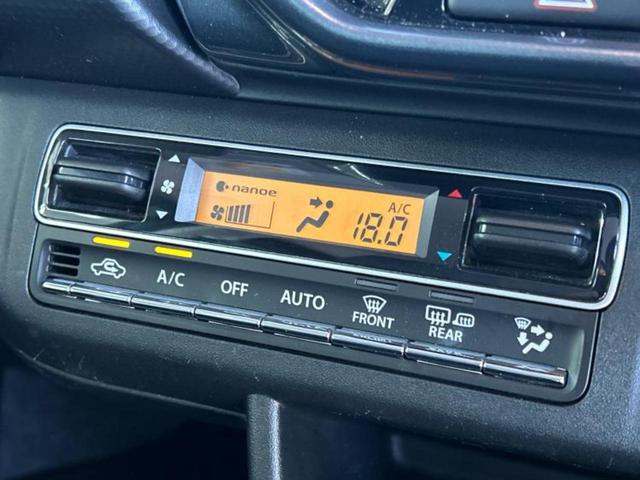 nanoe
A/C
18.0
A/C
OFF
AUTO
FRONT
REAR